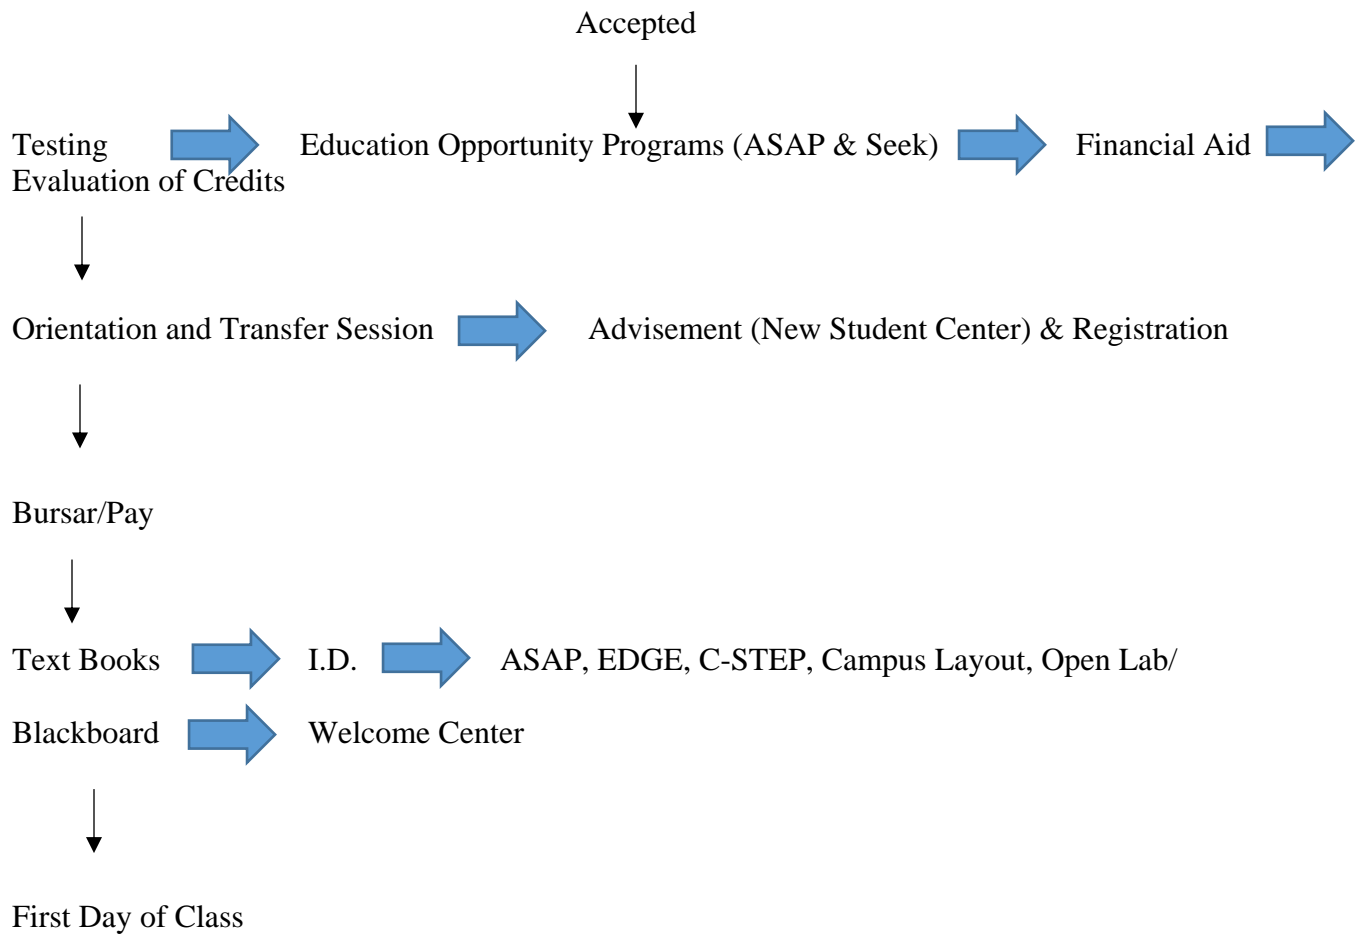 Accepted
Testing Education Opportunity Programs (ASAP & Seek) Financial Aid
Evaluation of Credits
Orientation and Transfer Session Advisement (New Student Center) & Registration
Bursar/Pay
Text Books I.D. ASAP, EDGE, C-STEP, Campus Layout, Open Lab/
Blackboard Welcome Center
First Day of Class